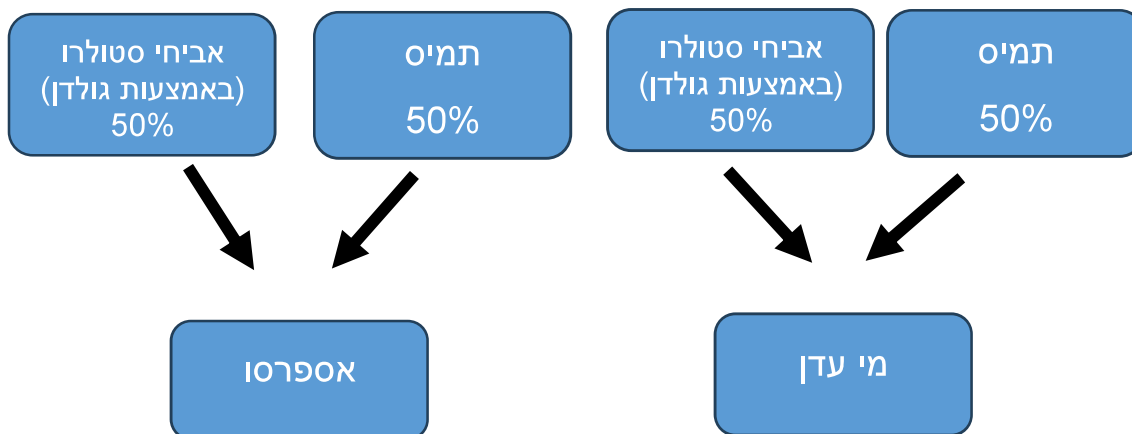 תמיס
50%
אביחי סטולרו
(באמצעות גולדן)
50%
תמיס
50%
אביחי סטולרו
(באמצעות גולדן)
50%
מי עדן
אספרסו